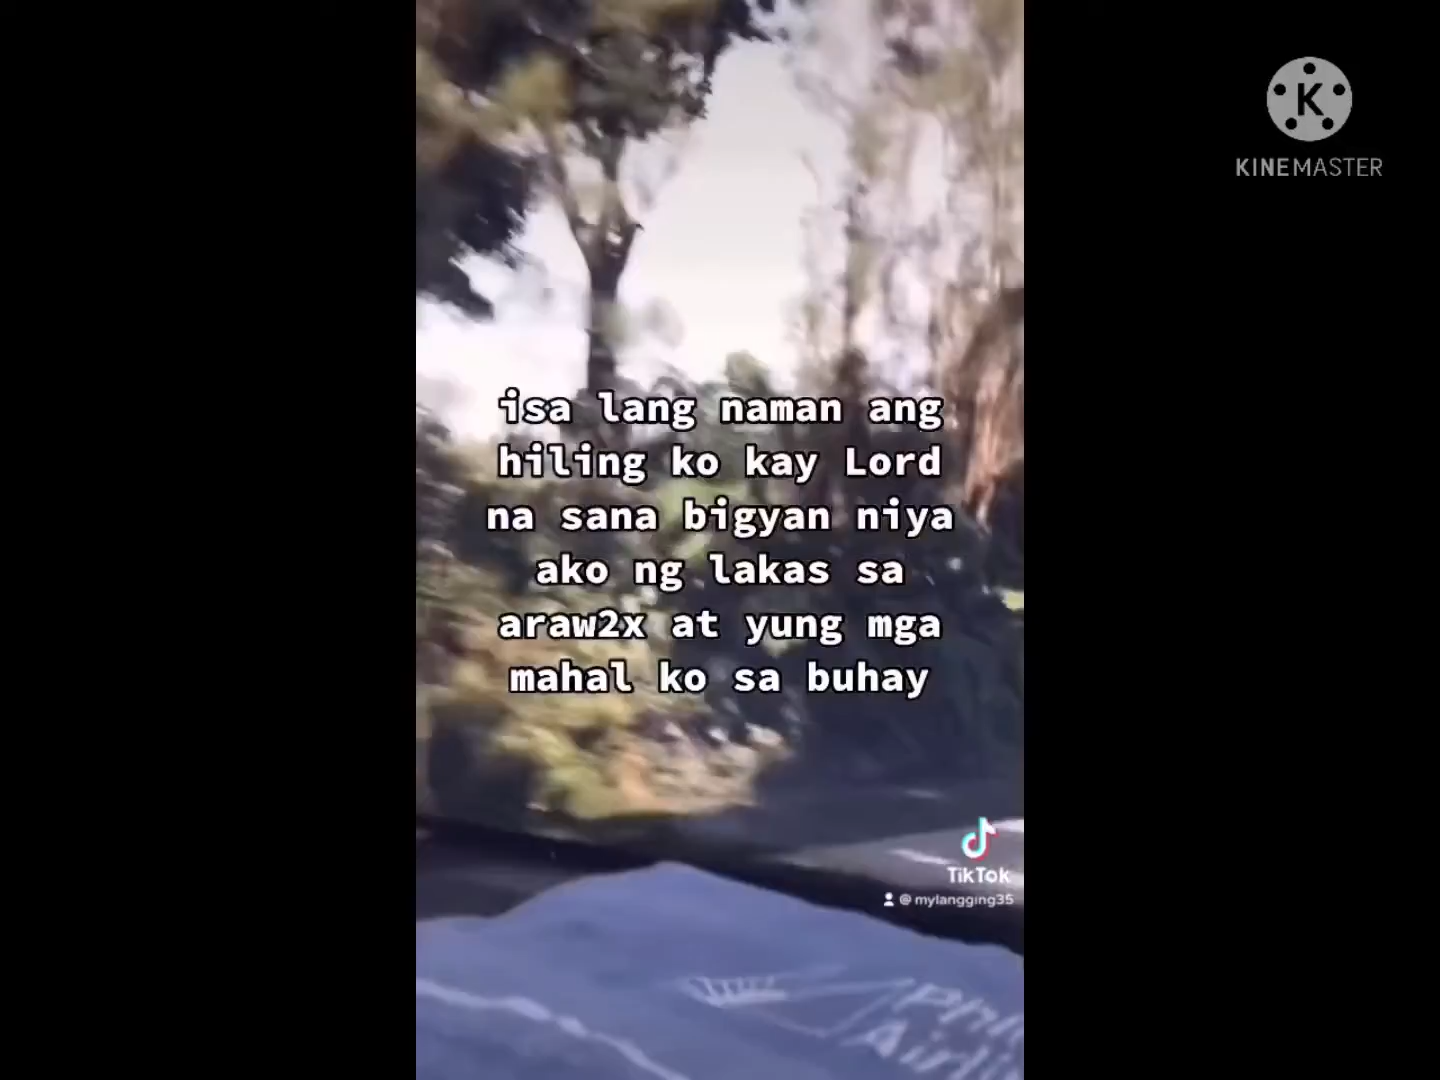 K
KINEMASTER
isa lang naman ang
hiling ko kay Lord
na sana bigyan niya
ako ng lakas sa
araw2x at yung mga
mahal ko sa buhay
TikTok
@mylangging35